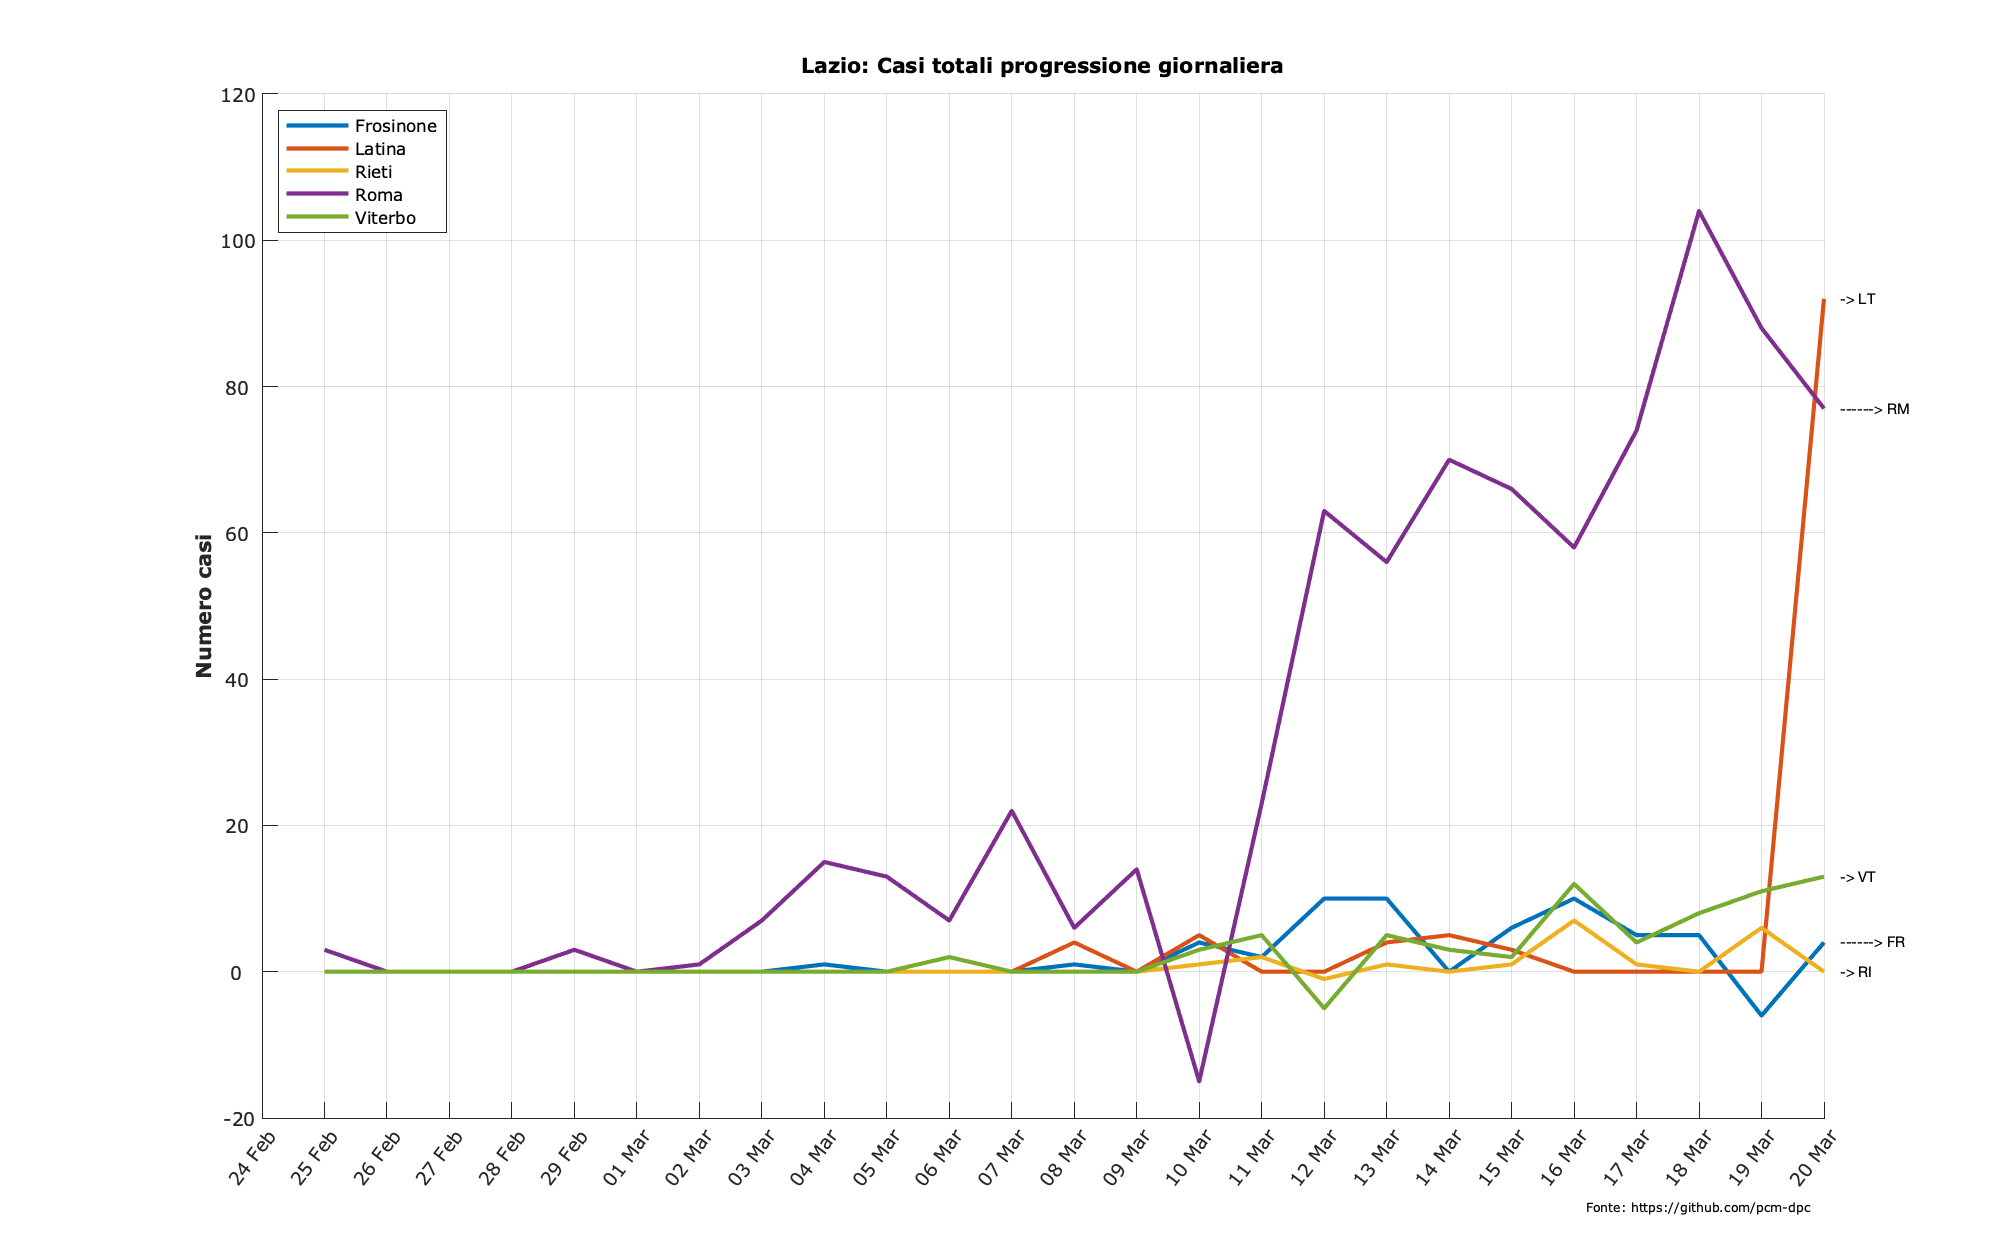 Lazio: Casi totali progressione giornaliera
120
100
80
60
40
20
0
-20
Numero casi
Frosinone
Latina
Rieti
Roma
Viterbo
-> LT
------> RM
-> VT
------> FR
-> RI
24 Feb
25 Feb
26 Feb
27 Feb
28 Feb
29 Feb
01 Mar
02 Mar
03 Mar
04 Mar
05 Mar
06 Mar
07 Mar
08 Mar
09 Mar
10 Mar
11 Mar
12 Mar
13 Mar
14 Mar
15 Mar
16 Mar
17 Mar
18 Mar
19 Mar
20 Mar
Fonte: https://github.com/pcm-dpc